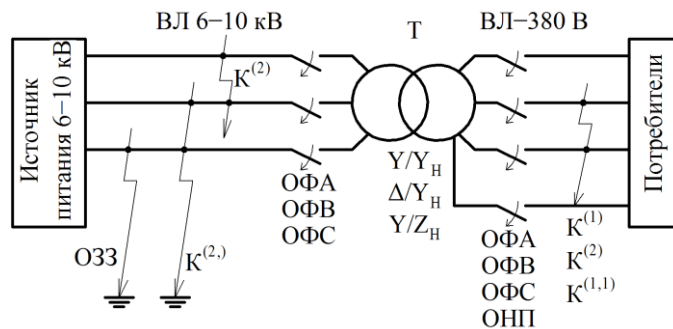 ВЛ 6–10 кВ
Т
ВЛ–380 В
Источник
питания 6–10 кВ
К(2)
Потребители
ОФА
ОФВ
ОФС
Y/YН
Δ/YН
Y/ZН
ОЗЗ
К(2,)
ОФА
ОФВ
ОФС
ОНП
К(1)
К(2)
К(1,1)